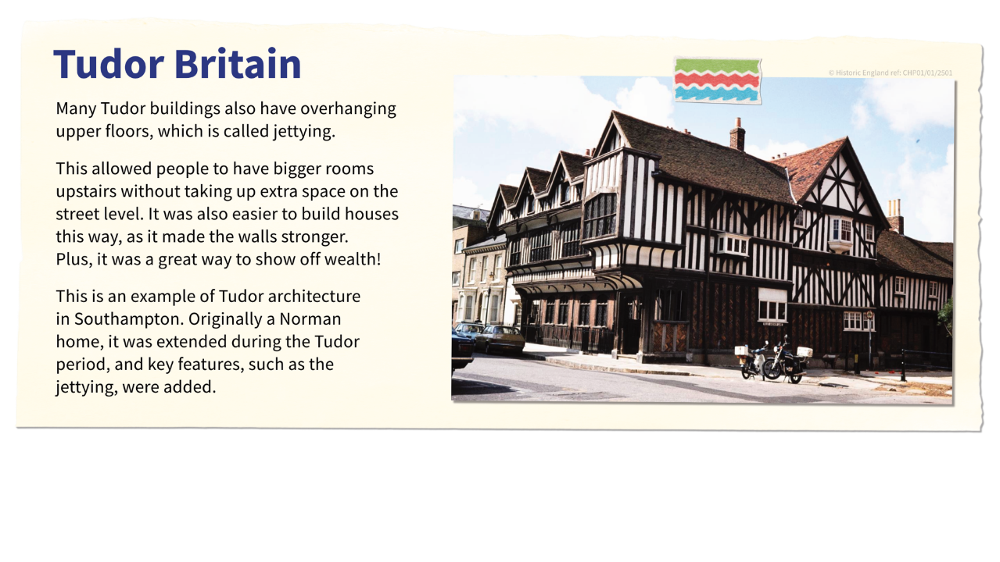 Tudor Britain
Many Tudor buildings also have overhanging
upper floors, which is called jettying.
This allowed people to have bigger rooms
upstairs without taking up extra space on the
street level. It was also easier to build houses
this way, as it made the walls stronger.
Plus, it was a great way to show off wealth!
This is an example of Tudor architecture
in Southampton. Originally a Norman
home, it was extended during the Tudor
period, and key features, such as the
jettying, were added.
© Historic England ref: CHP01/01/2501